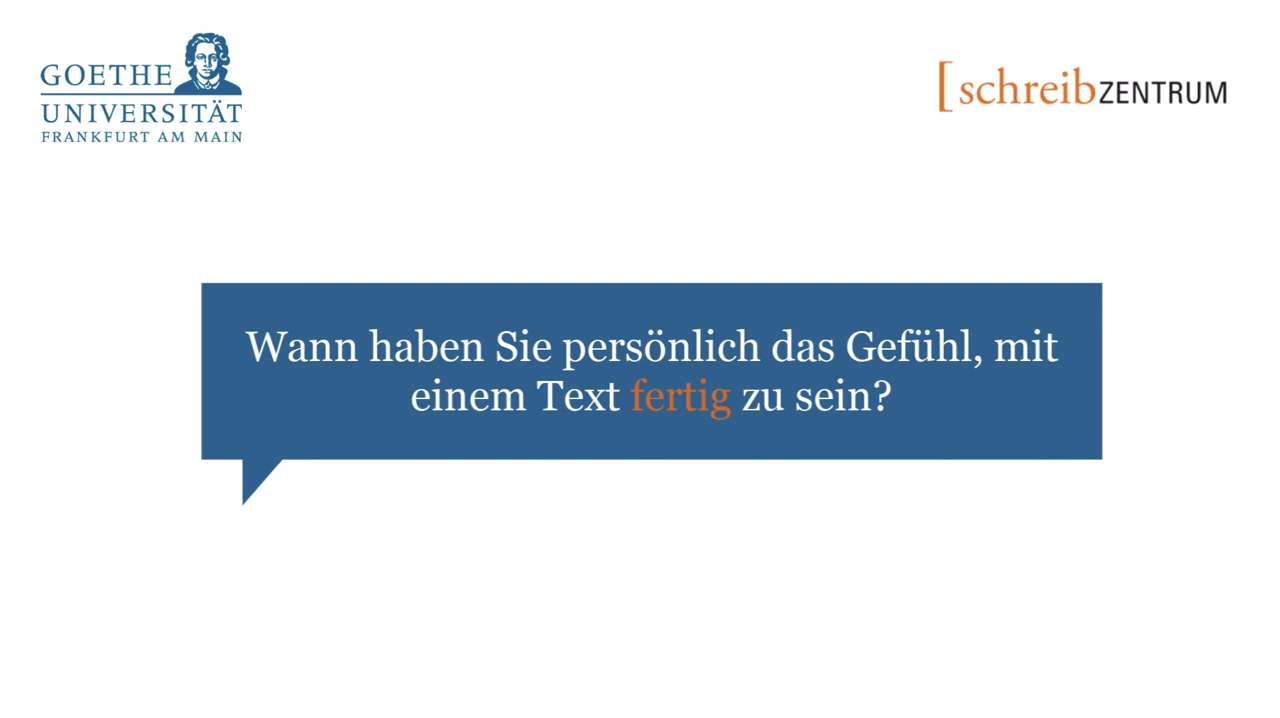 GOETHE
UNIVERSITÄT
FRANKFURT AM MAIN
[schreibZENTRUM
Wann haben Sie persönlich das Gefühl, mit
einem Text fertig zu sein?